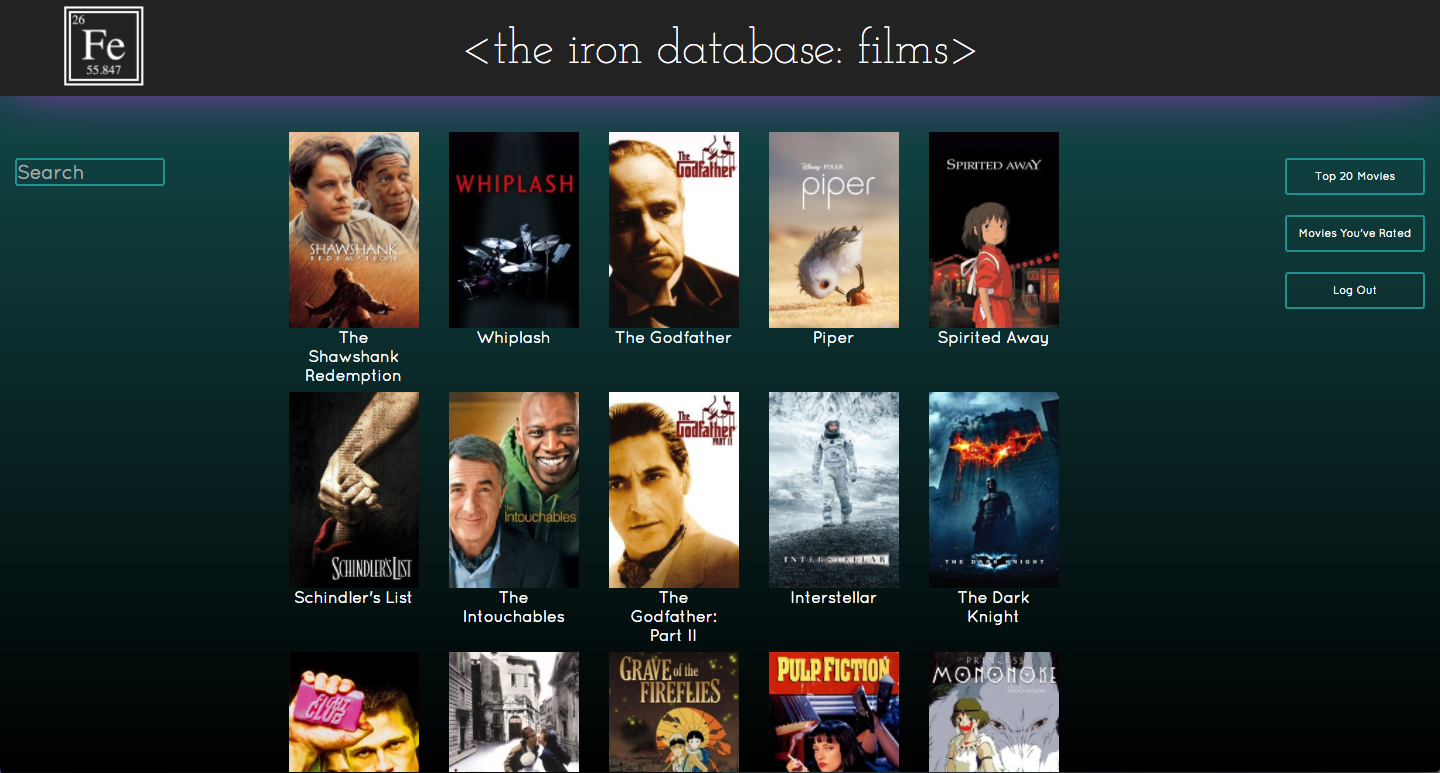 26
Fe
55.847
<the iron database: films>
Search
Top 20 Movies
Movies You've Rated
Log Out
SHAWSHANK
REDEMPTION
WHIPLASH
The
Godfather
Disney · PIXAR
piper
SPIRITED AWAY
The
Shawshank
Redemption
Whiplash
The Godfather
Piper
Spirited Away
SCHINDLER'S LIST
The
Intouchables
The
Godfather
PART II
INTERSTELLAR
THE DARK KNIGHT
Schindler's List
The
Intouchables
The
Godfather:
Part II
Interstellar
The Dark
Knight
FIGHT
CLUB
GRAVE of the
FIREFLIES
PULP FICTION
PRINCESS
MONONOKE